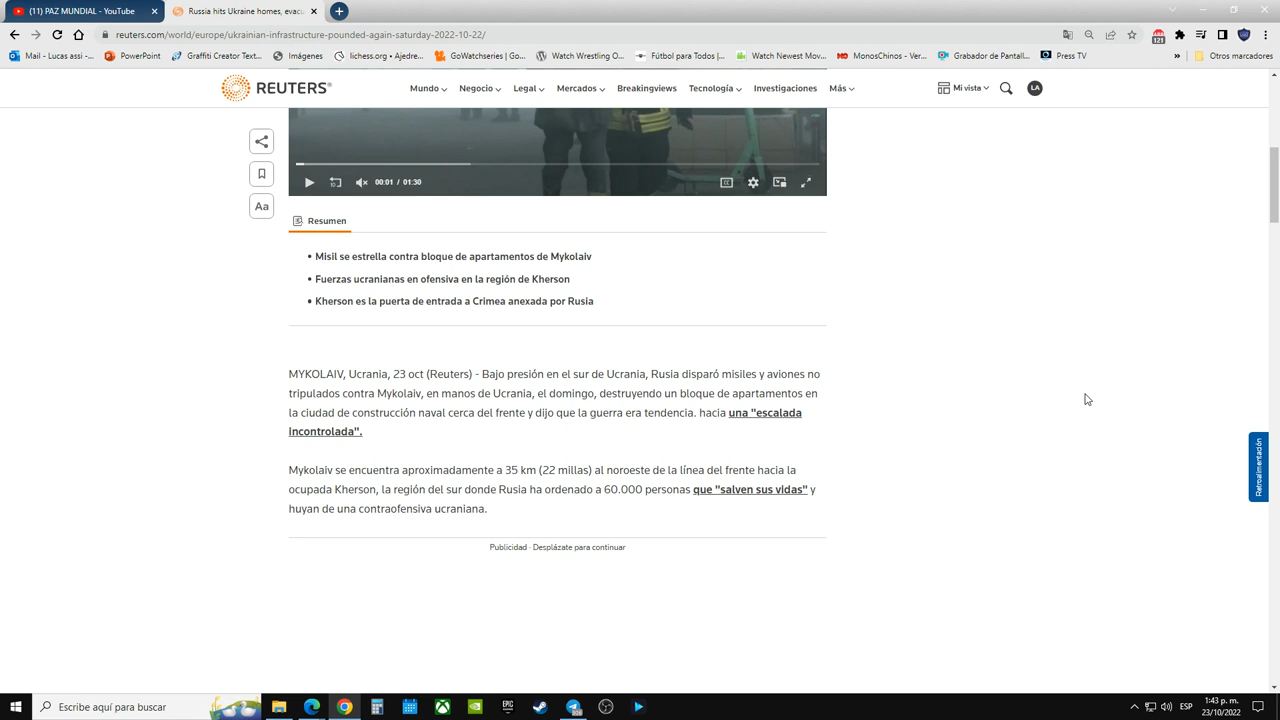 (11) PAZ MUNDIAL - YouTube
Russia hits Ukraine homes, evacu
reuters.com/world/europe/ukrainian-infrastructure-pounded-again-saturday-2022-10-22/
121
Mail - Lucas assi -...
PowerPoint
Graffiti Creator Text...
Imágenes
lichess.org • Ajedre...
GoWatchseries | Go...
Watch Wrestling O...
Fútbol para Todos |...
Watch Newest Mov...
MonosChinos - Ver...
Grabador de Pantall...
Press TV
»
Otros marcadores
REUTERS®
Mundo
Negocio
Legal
Mercados
Breakingviews
Tecnología
Investigaciones
Más
Mi vista
LA
Aa
10
00:01 / 01:30
CC
Resumen
• Misil se estrella contra bloque de apartamentos de Mykolaiv
• Fuerzas ucranianas en ofensiva en la región de Kherson
• Kherson es la puerta de entrada a Crimea anexada por Rusia
MYKOLAIV, Ucrania, 23 oct (Reuters) - Bajo presión en el sur de Ucrania, Rusia disparó misiles y aviones no
tripulados contra Mykolaiv, en manos de Ucrania, el domingo, destruyendo un bloque de apartamentos en
la ciudad de construcción naval cerca del frente y dijo que la guerra era tendencia. hacia una "escalada
incontrolada".
Mykolaiv se encuentra aproximadamente a 35 km (22 millas) al noroeste de la línea del frente hacia la
ocupada Kherson, la región del sur donde Rusia ha ordenado a 60.000 personas que "salven sus vidas" y
huyan de una contraofensiva ucraniana.
Publicidad · Desplázate para continuar
Retroalimentación
Escribe aquí para buscar
EPIC
ESP
1:43 p. m.
23/10/2022